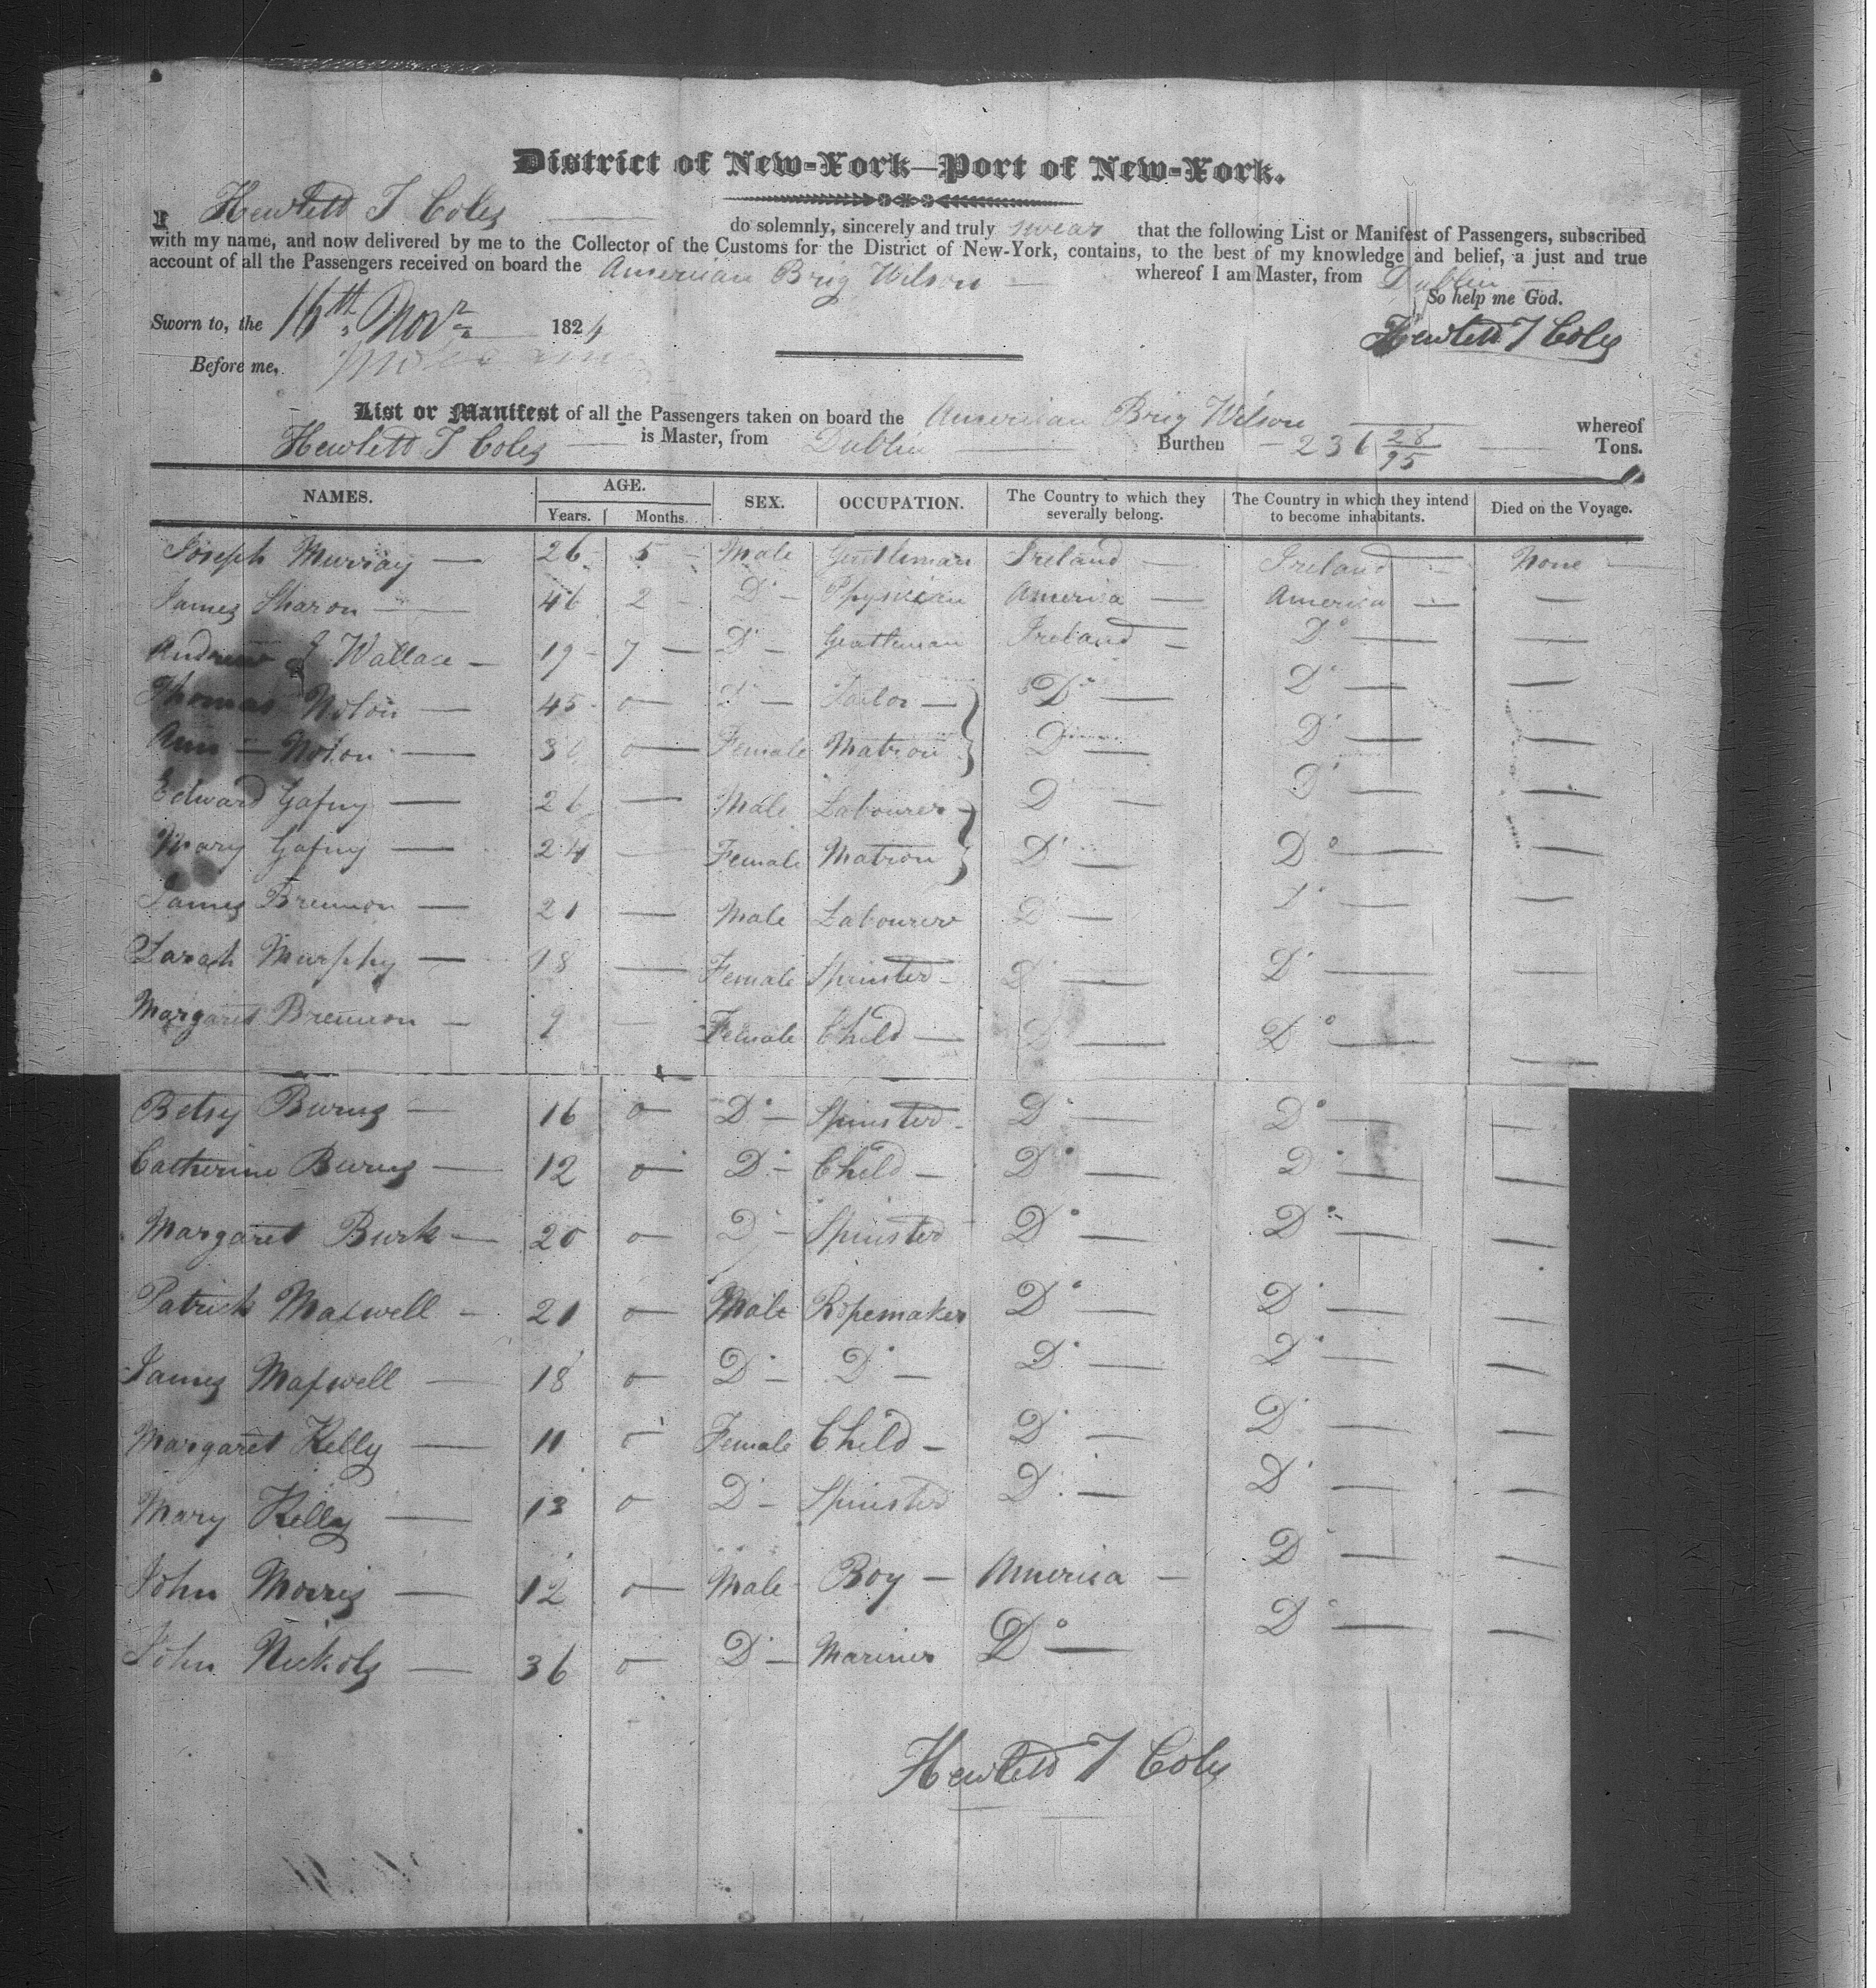 District of New-York—Port of New-York.
I Hewlett T Coles do solemnly, sincerely and truly swear that the following List or Manifest of Passengers, subscribed
with my name, and now delivered by me to the Collector of the Customs for the District of New-York, contains, to the best of my knowledge and belief, a just and true
account of all the Passengers received on board the American Brig Wilson whereof I am Master, from Dublin
So help me God.
Sworn to, the 16th Novr 1824
Hewlett T Coles
Before me,
List or Manifest of all the Passengers taken on board the American Brig Wilson whereof
Hewlett T Coles is Master, from Dublin Burthen 236 28/95 Tons.
NAMES. AGE. SEX. OCCUPATION. The Country to which they severally belong. The Country in which they intend to become inhabitants. Died on the Voyage.
Years. Months.
Joseph Murray — 26 - 5 - Male Gentleman Ireland — Ireland — None —
James Sharon — 46 2 - Do - Physician America — America — —
Andrew J Wallace — 19 - 7 — Do - Gentleman Ireland — Do — —
Thomas Noton — 45 - 0 — Do — Tailor — } Do — Do — —
Ann — Noton — 36 0 — Female Matron } Do — Do — —
Edward Gafny — 26 — Male Labourer } Do — Do — —
Mary Gafny — 24 — Female Matron } Do — Do — —
James Brennon — 21 — Male Labourer Do — Do — —
Sarah Murphy — 18 — Female Spinster - Do — Do — —
Margaret Brennon — 9 — Female Child — Do — Do — —
Betsy Burns — 16 0 — Do — Spinster - Do — Do — —
Catherine Burns — 12 0 — Do — Child — Do — Do — —
Margaret Burk — 20 0 — Do — Spinster Do — Do — —
Patrick Maxwell — 21 0 — Male Ropemaker Do — Do — —
James Maxwell — 18 0 — Do — Do — Do — Do — —
Margaret Kelly — 11 0 — Female Child — Do — Do — —
Mary Kelly — 13 0 — Do — Spinster Do — Do — —
John Morris — 12 0 — Male - Boy — America — Do — —
John Nickols — 36 0 — Do — Mariner Do — Do — —
Hewlett T Coles